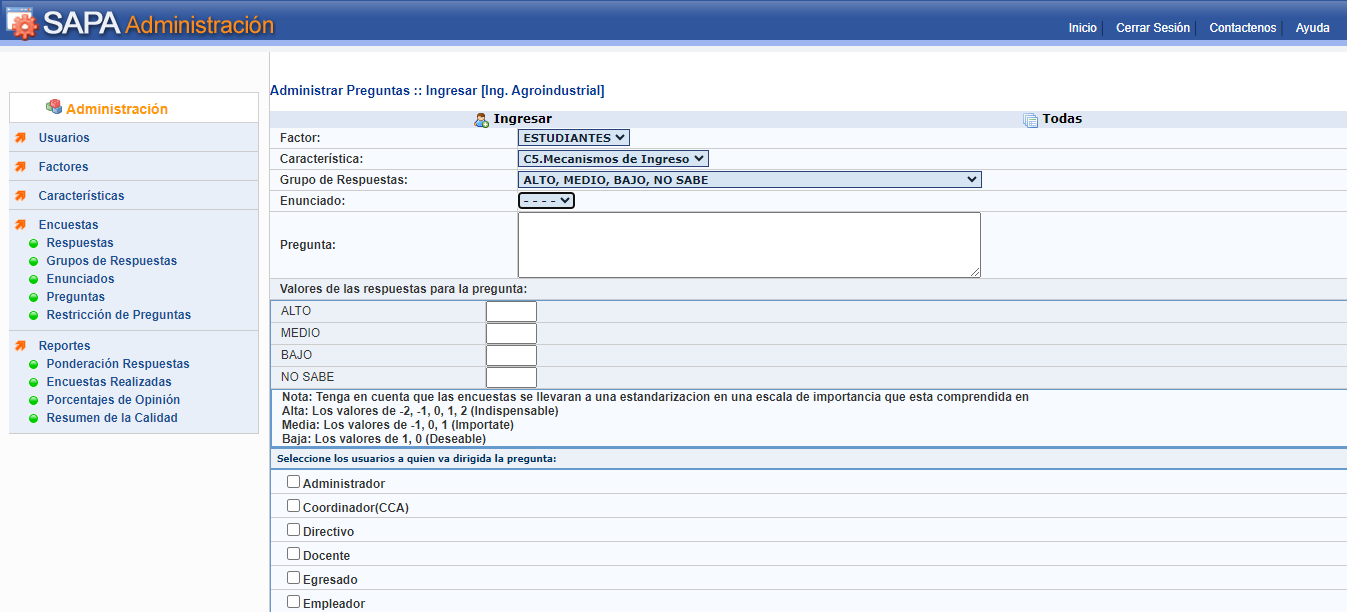 SAPA Administración
Inicio Cerrar Sesión Contactenos Ayuda
Administración
Usuarios
Factores
Características
Encuestas
Respuestas
Grupos de Respuestas
Enunciados
Preguntas
Restricción de Preguntas
Reportes
Ponderación Respuestas
Encuestas Realizadas
Porcentajes de Opinión
Resumen de la Calidad
Administrar Preguntas :: Ingresar [Ing. Agroindustrial]
Ingresar Todas
Factor: ESTUDIANTES
Característica: C5.Mecanismos de Ingreso
Grupo de Respuestas: ALTO, MEDIO, BAJO, NO SABE
Enunciado: - - - -
Pregunta:
Valores de las respuestas para la pregunta:
ALTO
MEDIO
BAJO
NO SABE
Nota: Tenga en cuenta que las encuestas se llevaran a una estandarizacion en una escala de importancia que esta comprendida en
Alta: Los valores de -2, -1, 0, 1, 2 (Indispensable)
Media: Los valores de -1, 0, 1 (Importate)
Baja: Los valores de 1, 0 (Deseable)
Seleccione los usuarios a quien va dirigida la pregunta:
Administrador
Coordinador(CCA)
Directivo
Docente
Egresado
Empleador